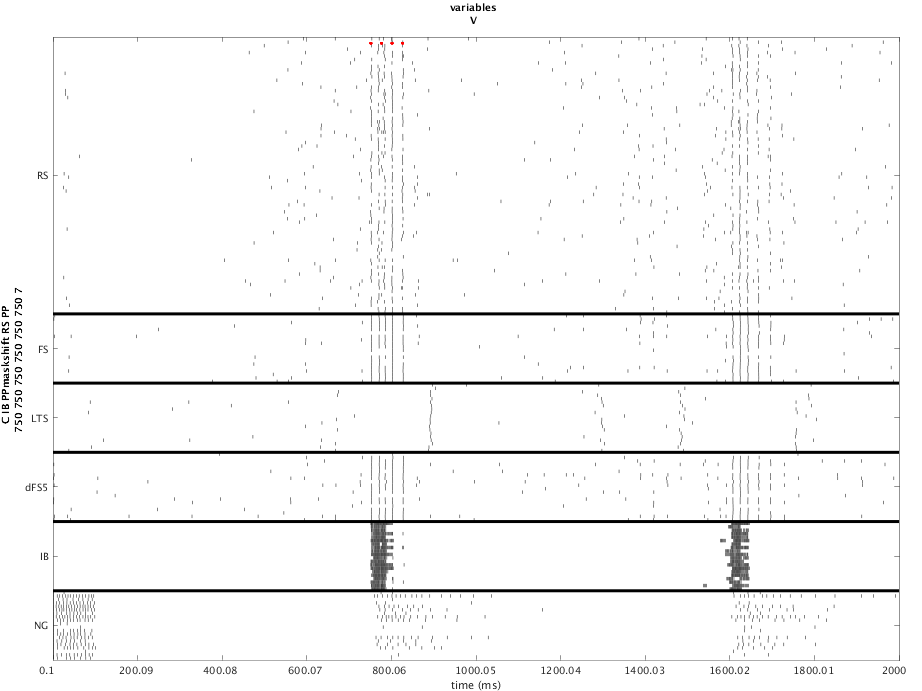 variables
V
C IB PPmaskshift RS PP
750 750 750 750 750 750 7
RS
FS
LTS
dFS5
IB
NG
0.1 200.09 400.08 600.07 800.06 1000.05 1200.04 1400.03 1600.02 1800.01 2000
time (ms)